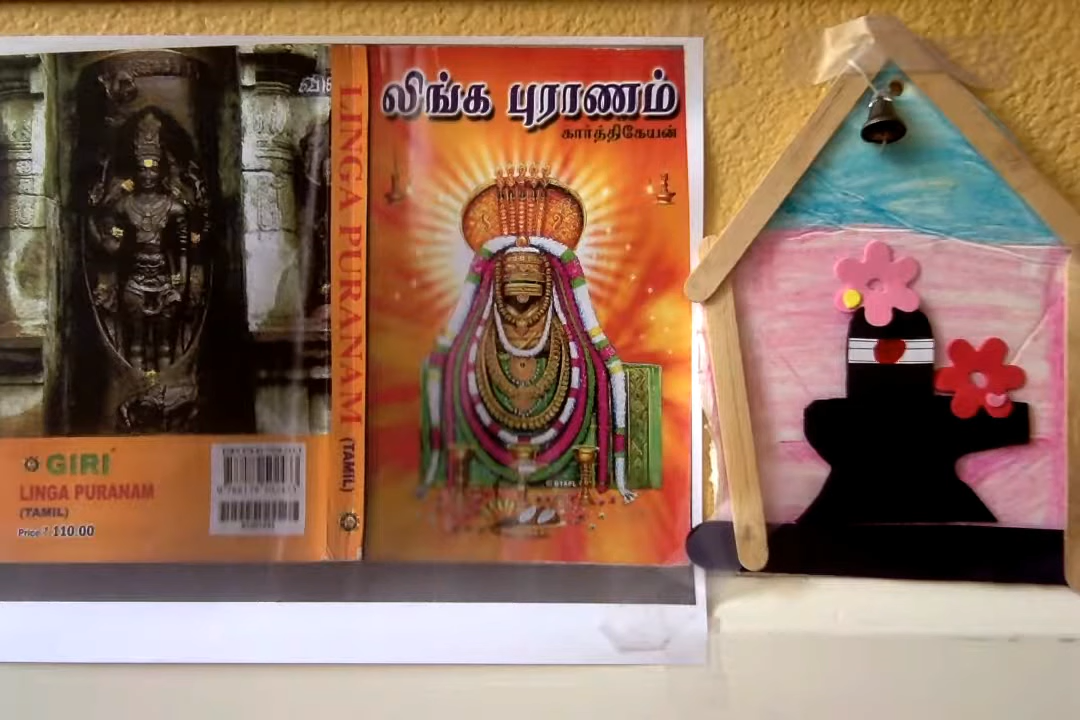 லிங்க புராணம்
கார்த்திகேயன்
LINGA PURANAM (TAMIL)
GIRI
LINGA PURANAM
(TAMIL)
Price ₹ 110.00